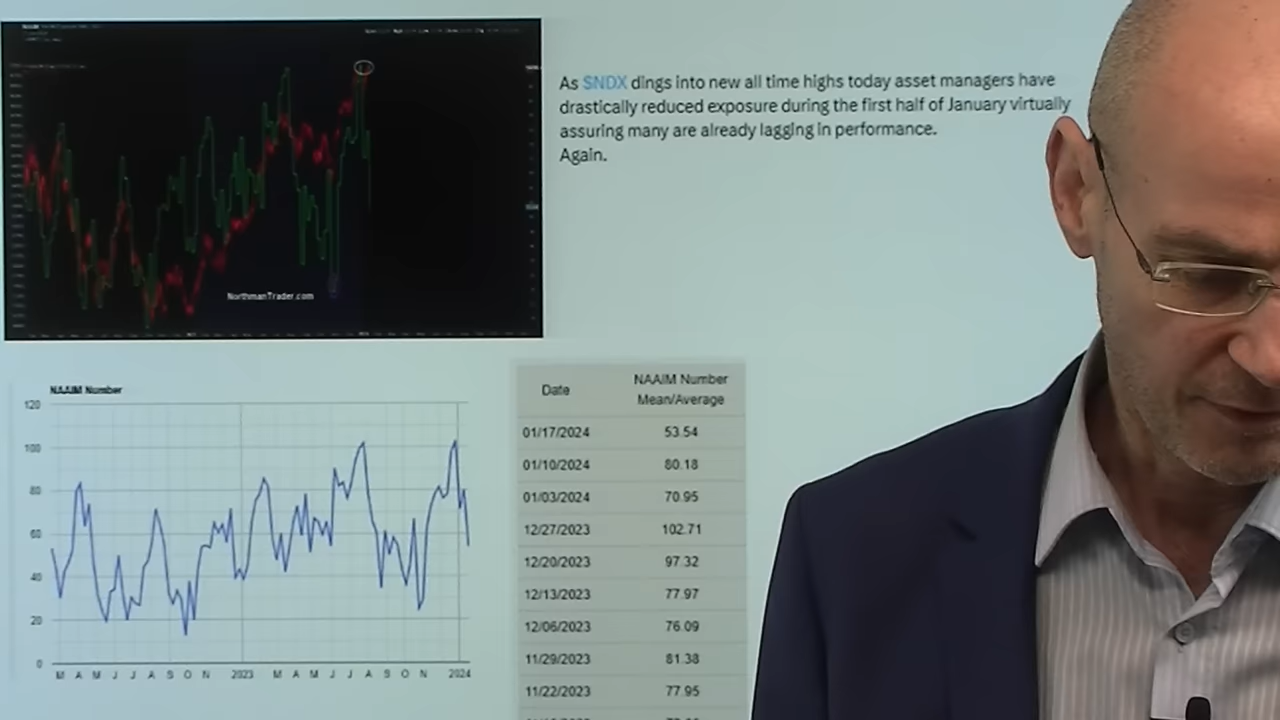 As $NDX dings into new all time highs today asset managers have
drastically reduced exposure during the first half of January virtually
assuring many are already lagging in performance.
Again.
NorthmanTrader.com
NAAIM Number
120
100
80
60
40
20
0
M A M J J A S O N 2023 M A M J J A S O N 2024
Date NAAIM Number
Mean/Average
01/17/2024 53.54
01/10/2024 80.18
01/03/2024 70.95
12/27/2023 102.71
12/20/2023 97.32
12/13/2023 77.97
12/06/2023 76.09
11/29/2023 81.38
11/22/2023 77.95